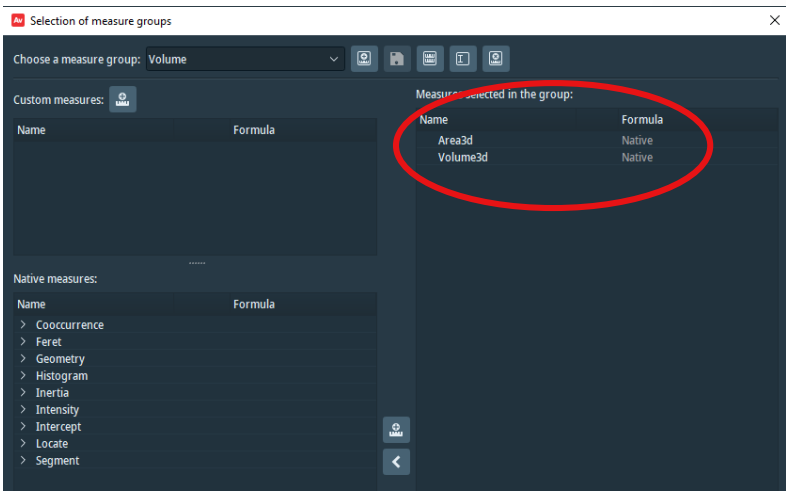 Av Selection of measure groups
Choose a measure group: Volume
Custom measures:
Name Formula
Native measures:
Name Formula
Cooccurrence
Feret
Geometry
Histogram
Inertia
Intensity
Intercept
Locate
Segment
Measures selected in the group:
Name Formula
Area3d Native
Volume3d Native